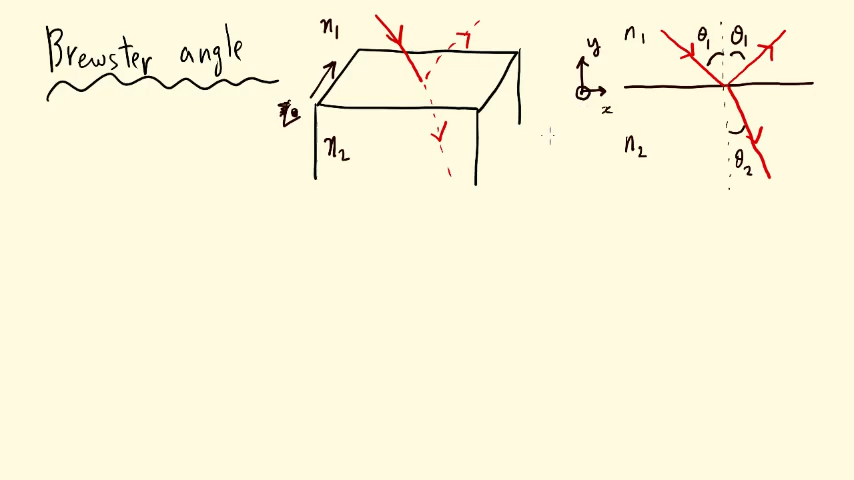 Brewster angle
n₁
n₂
n₁
θ₁ θ₁
y
x
n₂
θ₂